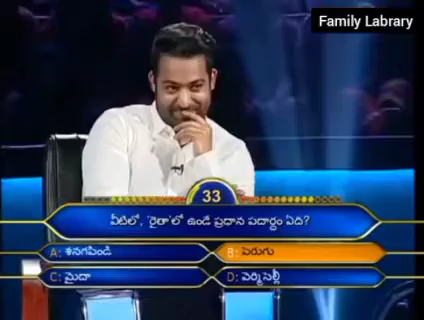 Family Labrary
33
వీటిలో, 'రైతా'లో ఉండే ప్రధాన పదార్థం ఏది?
A: శనగపిండి
B: పెరుగు
C: మైదా
D: వెర్మిసెల్లీ